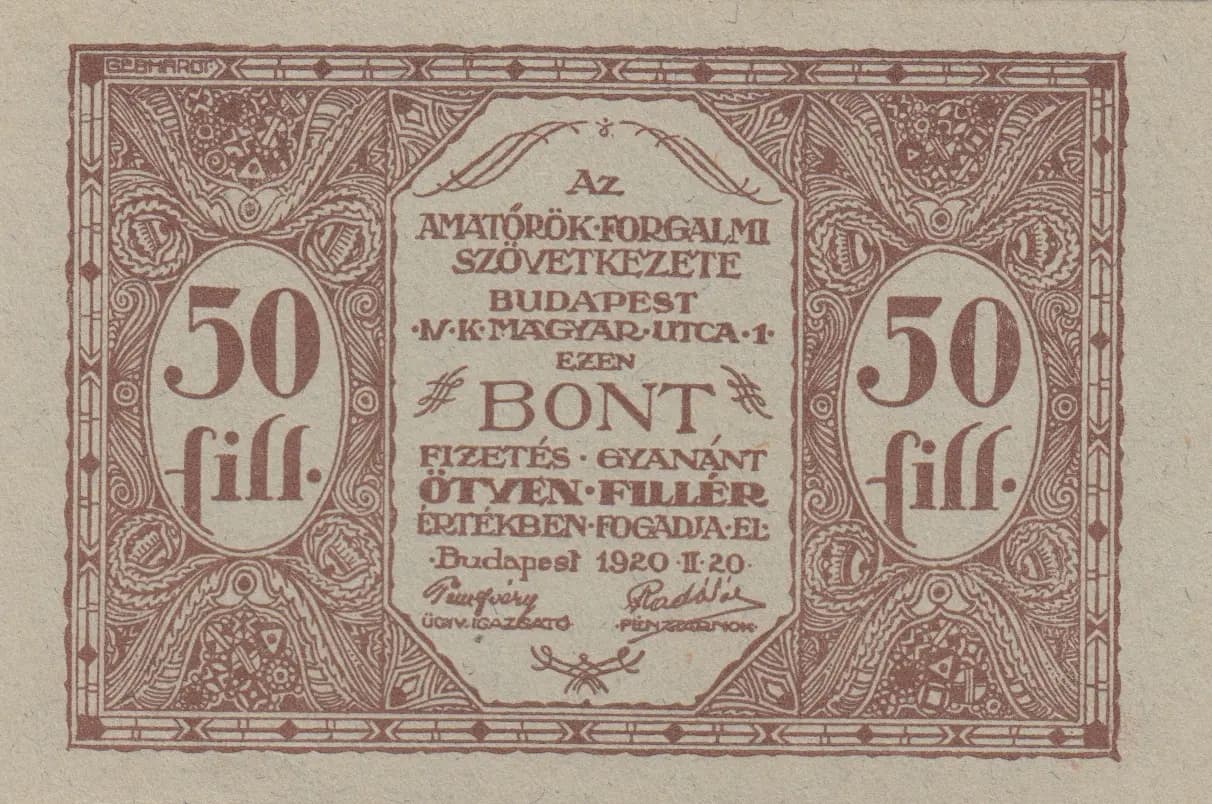 GEBHARDT
AZ
AMATŐRÖK·FORGALMI
SZÖVETKEZETE
BUDAPEST
·IV·K·MAGYAR·UTCA·1·
EZEN
BONT
FIZETÉS·GYANÁNT
ÖTVEN·FILLÉR
ÉRTÉKBEN·FOGADJA·EL·
·Budapest 1920·II·20·
ÜGYV. IGAZGATÓ
PÉNZTÁRNOK
50
fill.
50
fill.